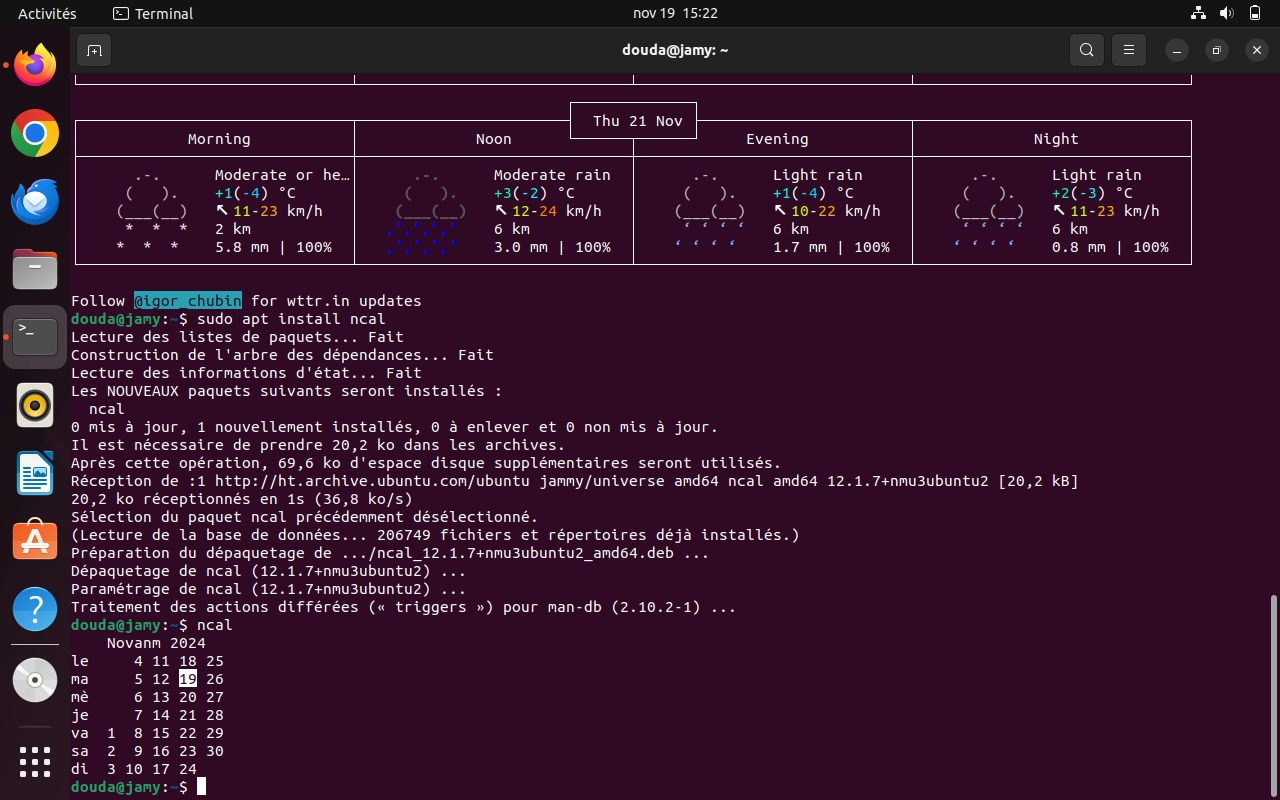 Activités Terminal nov 19 15:22
douda@jamy: ~
Thu 21 Nov
Morning Noon Evening Night
Moderate or he… Moderate rain Light rain Light rain
+1(-4) °C +3(-2) °C +1(-4) °C +2(-3) °C
↖ 11-23 km/h ↖ 12-24 km/h ↖ 10-22 km/h ↖ 11-23 km/h
2 km 6 km 6 km 6 km
5.8 mm | 100% 3.0 mm | 100% 1.7 mm | 100% 0.8 mm | 100%
Follow @igor_chubin for wttr.in updates
douda@jamy:~$ sudo apt install ncal
Lecture des listes de paquets... Fait
Construction de l'arbre des dépendances... Fait
Lecture des informations d'état... Fait
Les NOUVEAUX paquets suivants seront installés :
ncal
0 mis à jour, 1 nouvellement installés, 0 à enlever et 0 non mis à jour.
Il est nécessaire de prendre 20,2 ko dans les archives.
Après cette opération, 69,6 ko d'espace disque supplémentaires seront utilisés.
Réception de :1 http://ht.archive.ubuntu.com/ubuntu jammy/universe amd64 ncal amd64 12.1.7+nmu3ubuntu2 [20,2 kB]
20,2 ko réceptionnés en 1s (36,8 ko/s)
Sélection du paquet ncal précédemment désélectionné.
(Lecture de la base de données... 206749 fichiers et répertoires déjà installés.)
Préparation du dépaquetage de .../ncal_12.1.7+nmu3ubuntu2_amd64.deb ...
Dépaquetage de ncal (12.1.7+nmu3ubuntu2) ...
Paramétrage de ncal (12.1.7+nmu3ubuntu2) ...
Traitement des actions différées (« triggers ») pour man-db (2.10.2-1) ...
douda@jamy:~$ ncal
Novanm 2024
le 4 11 18 25
ma 5 12 19 26
mè 6 13 20 27
je 7 14 21 28
va 1 8 15 22 29
sa 2 9 16 23 30
di 3 10 17 24
douda@jamy:~$